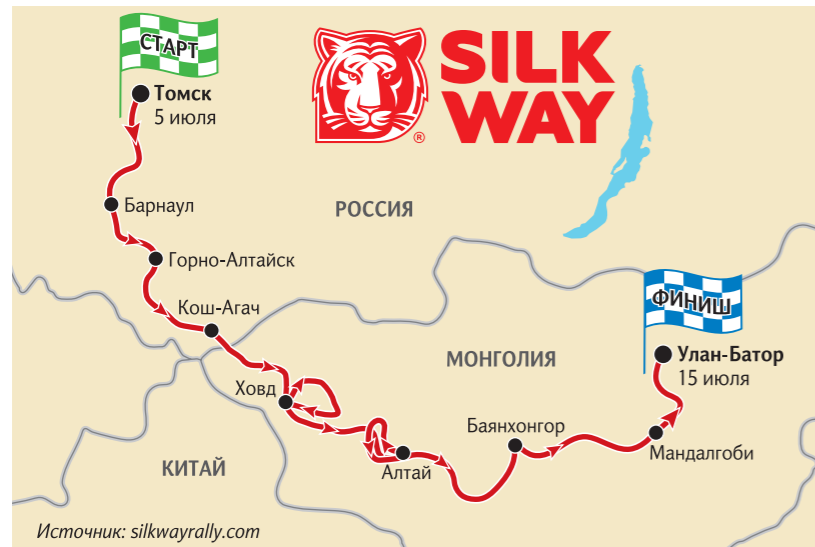 СТАРТ
Томск
5 июля
SILK
WAY
®
Барнаул
РОССИЯ
Горно-Алтайск
Кош-Агач
ФИНИШ
Улан-Батор
15 июля
МОНГОЛИЯ
Ховд
Баянхонгор
Мандалгоби
Алтай
КИТАЙ
Источник: silkwayrally.com